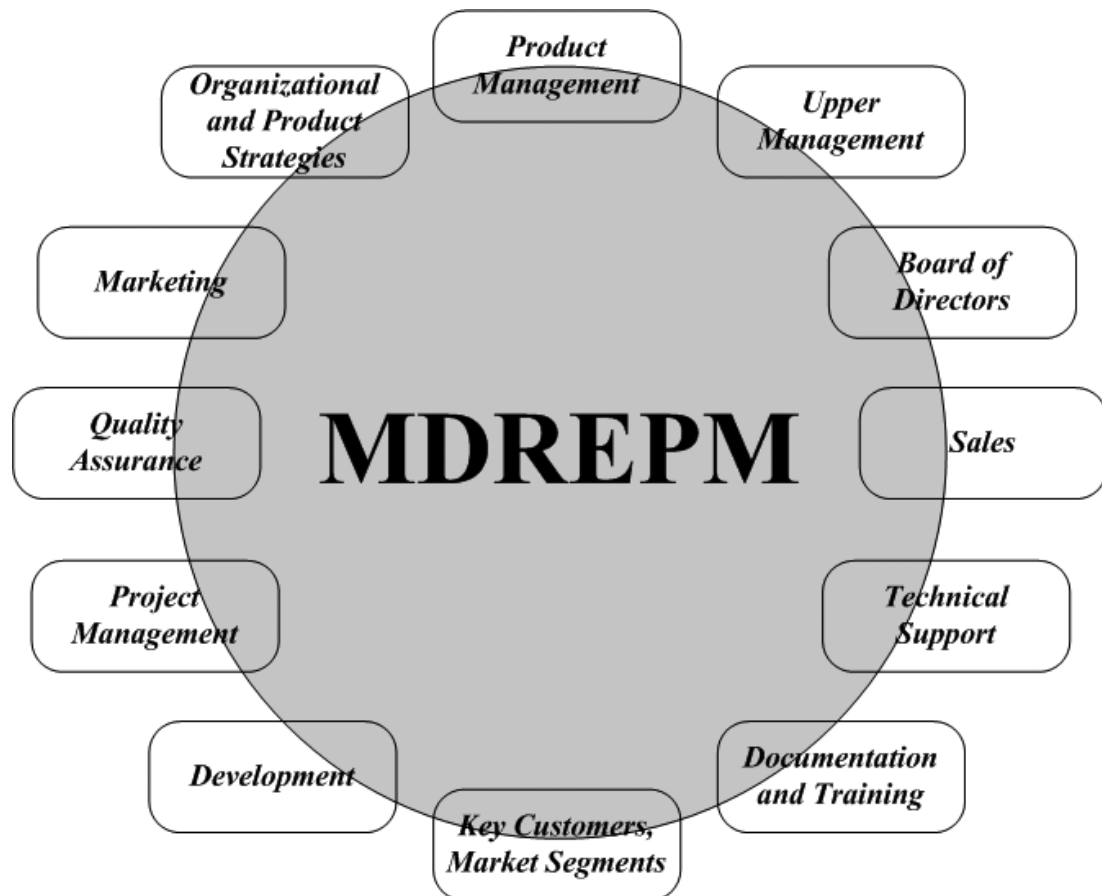 Product
Management
Organizational
and Product
Strategies
Upper
Management
Marketing
Board of
Directors
Quality
Assurance
MDREPM
Sales
Project
Management
Technical
Support
Development
Documentation
and Training
Key Customers,
Market Segments